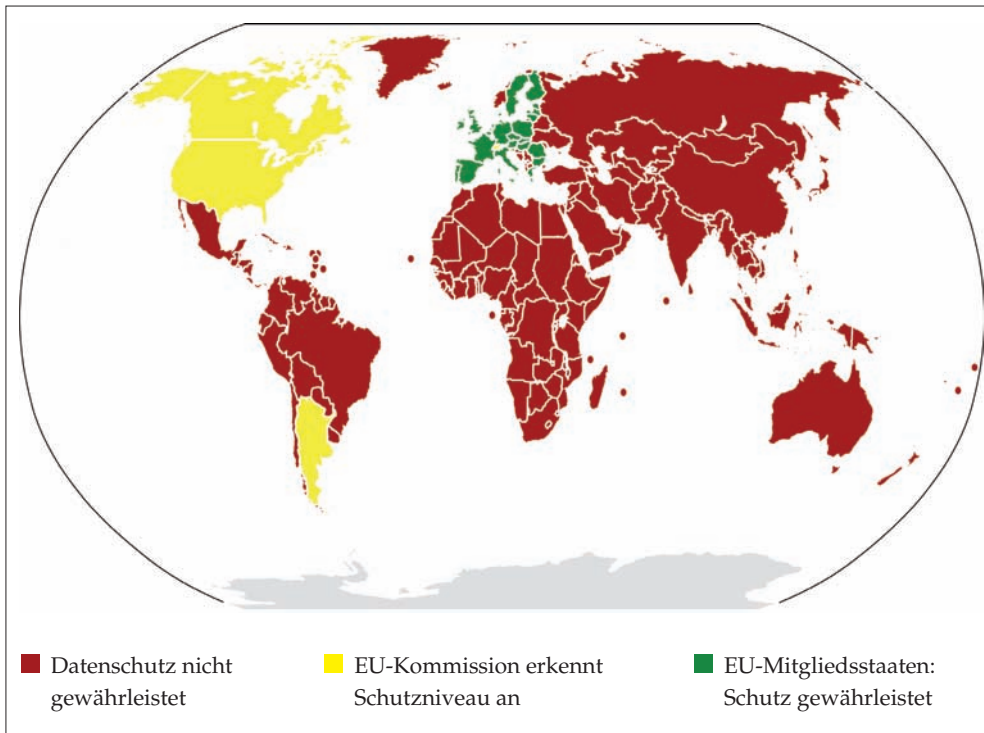 Datenschutz nicht
gewährleistet
EU-Kommission erkennt
Schutzniveau an
EU-Mitgliedsstaaten:
Schutz gewährleistet